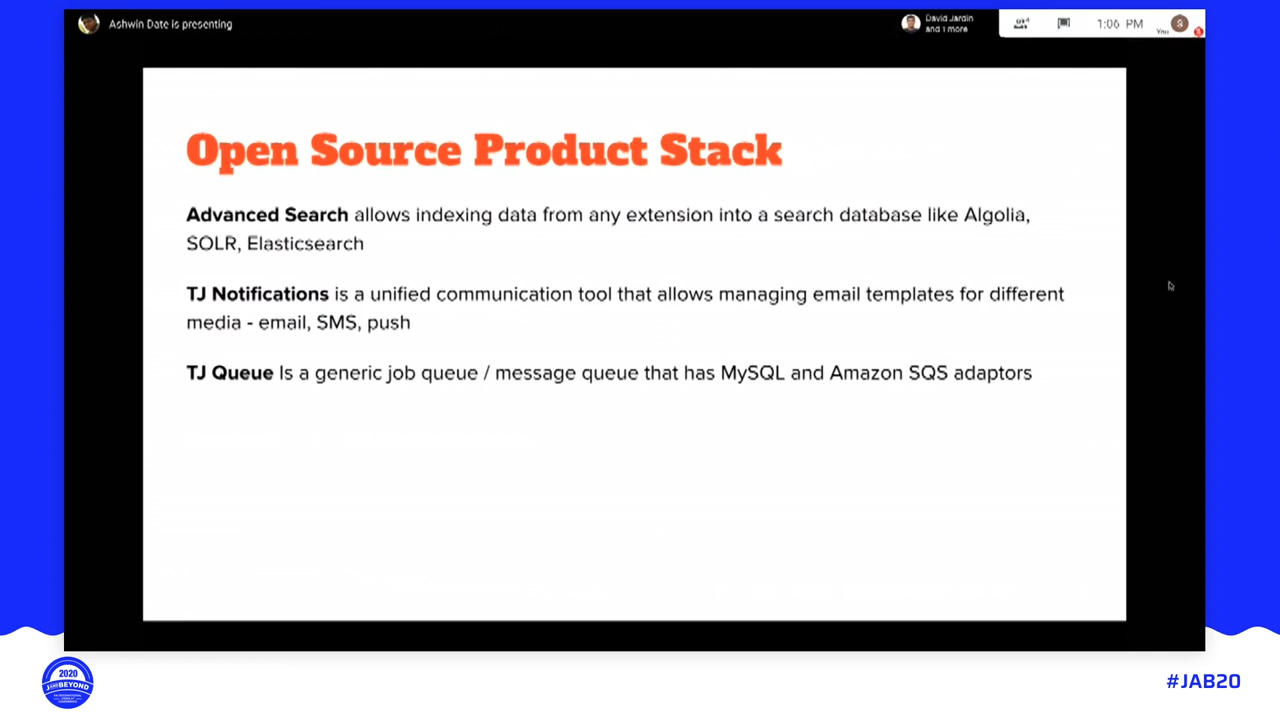 Ashwin Date is presenting
David Jardin
and 1 more
1:06 PM
You
S
Open Source Product Stack
Advanced Search allows indexing data from any extension into a search database like Algolia,
SOLR, Elasticsearch
TJ Notifications is a unified communication tool that allows managing email templates for different
media - email, SMS, push
TJ Queue Is a generic job queue / message queue that has MySQL and Amazon SQS adaptors
2020
JANDBEYOND
#JAB20